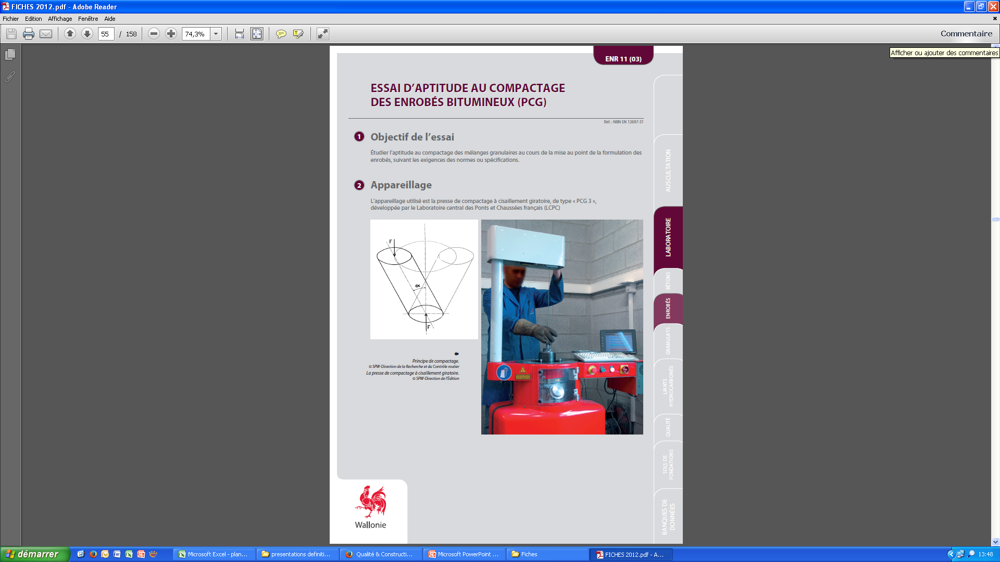 FICHES 2012.pdf - Adobe Reader
Fichier Edition Affichage Fenêtre Aide
55 / 158 74,3% Commentaire
Afficher ou ajouter des commentaires
ENR 11 (03)
ESSAI D’APTITUDE AU COMPACTAGE
DES ENROBÉS BITUMINEUX (PCG)
Réf. : NBN EN 12697-31
1 Objectif de l’essai
Étudier l’aptitude au compactage des mélanges granulaires au cours de la mise au point de la formulation des
enrobés, suivant les exigences des normes ou spécifications.
2 Appareillage
L’appareillage utilisé est la presse de compactage à cisaillement giratoire, de type « PCG 3 »,
développée par le Laboratoire central des Ponts et Chaussées français (LCPC)
F
α
F
Principe de compactage.
© SPW-Direction de la Recherche et du Contrôle routier
La presse de compactage à cisaillement giratoire.
© SPW-Direction de l’Édition
AUSCULTATION
LABORATOIRE
BÉTONS
ENROBÉS
GRANULATS
LIANTS
HYDROCARBONÉS
QUALITÉ
SOLS DE
FONDATIONS
BANQUES DE
DONNÉES
Wallonie
démarrer
Microsoft Excel - plan...
presentations definiti...
Qualité & Constructi...
Microsoft PowerPoint ...
Fiches
FICHES 2012.pdf - A...
13:48